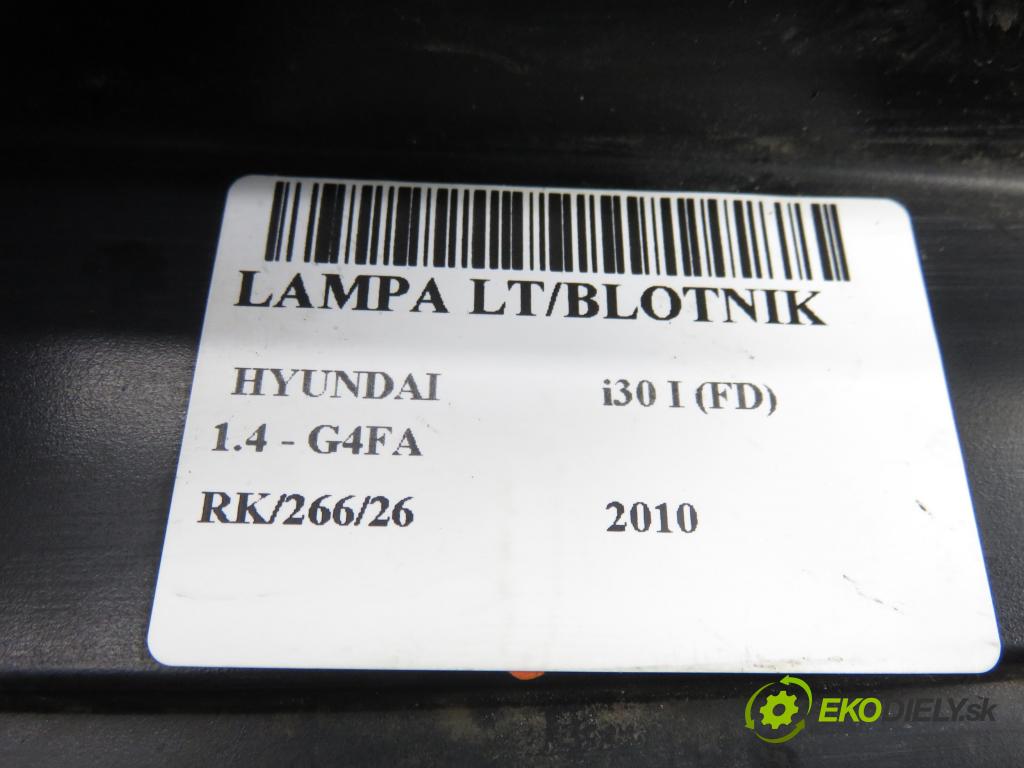 LAMPA LT/BLOTNIK
HYUNDAI i30 I (FD)
1.4 - G4FA
RK/266/26 2010
EKODIELY.sk